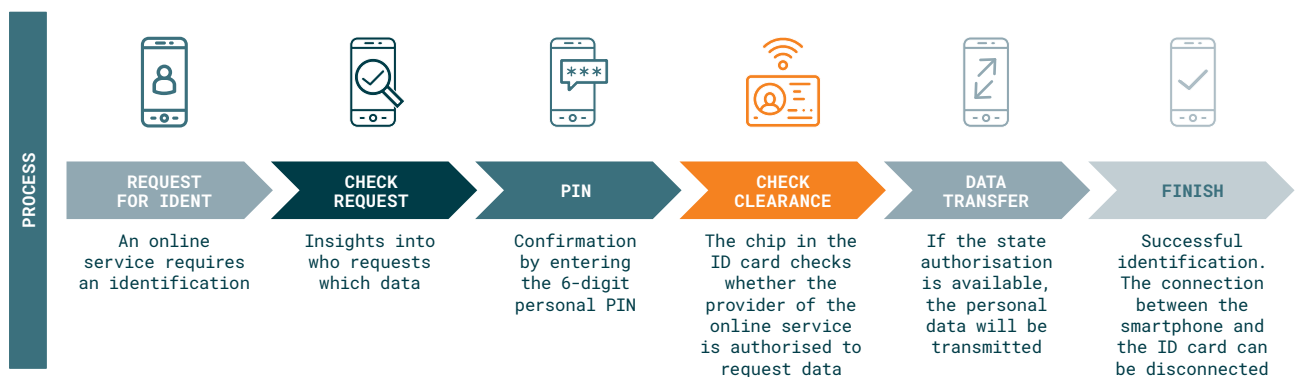 PROCESS
REQUEST
FOR IDENT
An online
service requires
an identification
CHECK
REQUEST
Insights into
who requests
which data
PIN
***
Confirmation
by entering
the 6-digit
personal PIN
CHECK
CLEARANCE
The chip in the
ID card checks
whether the
provider of the
online service
is authorised to
request data
DATA
TRANSFER
If the state
authorisation
is available,
the personal
data will be
transmitted
FINISH
Successful
identification.
The connection
between the
smartphone and
the ID card can
be disconnected